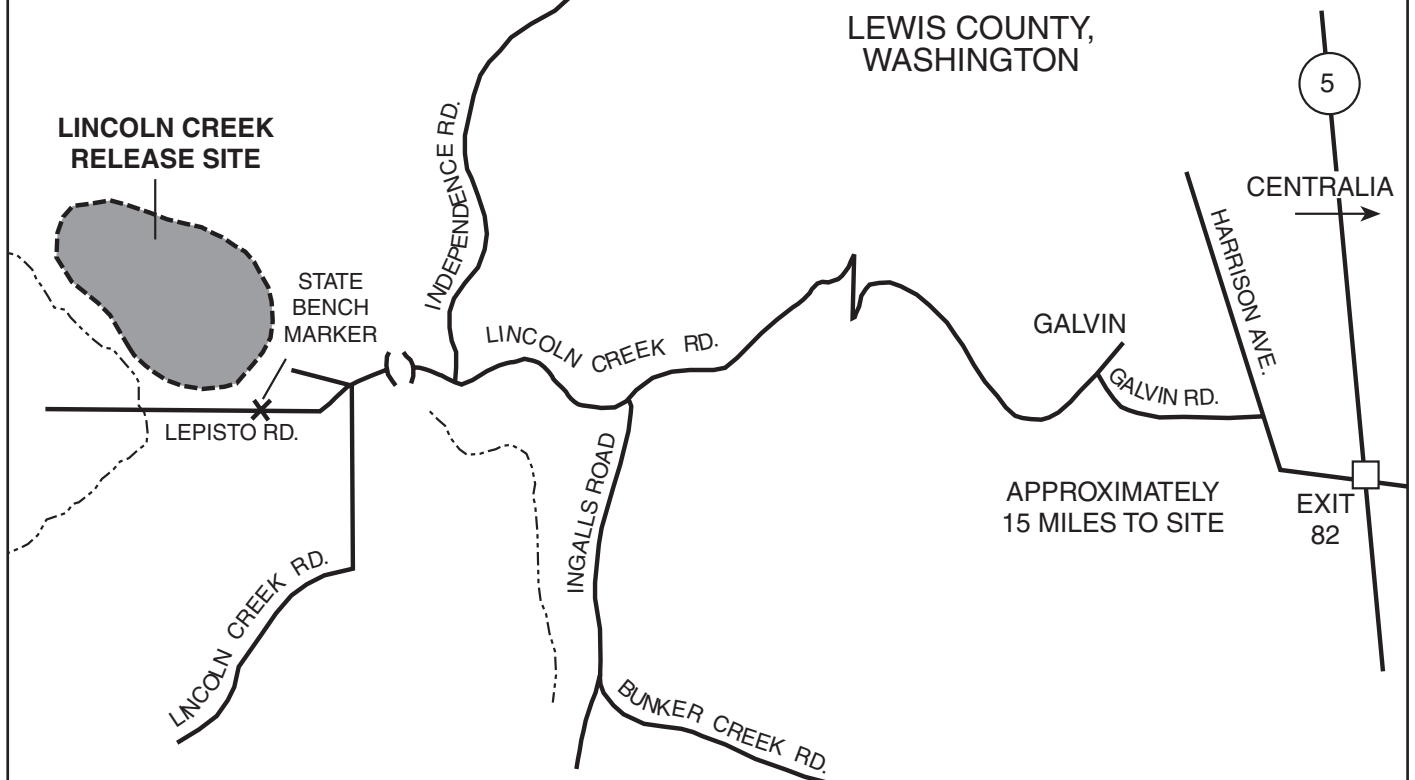 LEWIS COUNTY,
WASHINGTON
5
LINCOLN CREEK
RELEASE SITE
INDEPENDENCE RD.
CENTRALIA
HARRISON AVE.
STATE
BENCH
MARKER
LINCOLN CREEK RD.
GALVIN
GALVIN RD.
LEPISTO RD.
INGALLS ROAD
APPROXIMATELY
15 MILES TO SITE
EXIT
82
LINCOLN CREEK RD.
BUNKER CREEK RD.